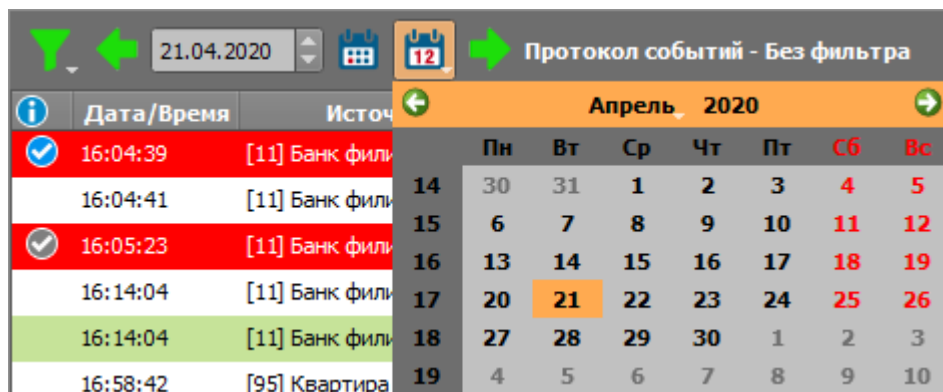 21.04.2020 12 Протокол событий - Без фильтра
Дата/Время Источ
16:04:39 [11] Банк фили
16:04:41 [11] Банк фили
16:05:23 [11] Банк фили
16:14:04 [11] Банк фили
16:14:04 [11] Банк фили
16:58:42 [95] Квартира
Апрель 2020
Пн Вт Ср Чт Пт Сб Вс
14 30 31 1 2 3 4 5
15 6 7 8 9 10 11 12
16 13 14 15 16 17 18 19
17 20 21 22 23 24 25 26
18 27 28 29 30 1 2 3
19 4 5 6 7 8 9 10